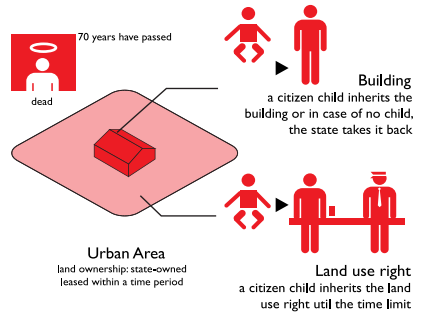 70 years have passed
dead
Building
a citizen child inherits the
building or in case of no child,
the state takes it back
Urban Area
land ownership: state-owned
leased within a time period
Land use right
a citizen child inherits the land
use right util the time limit